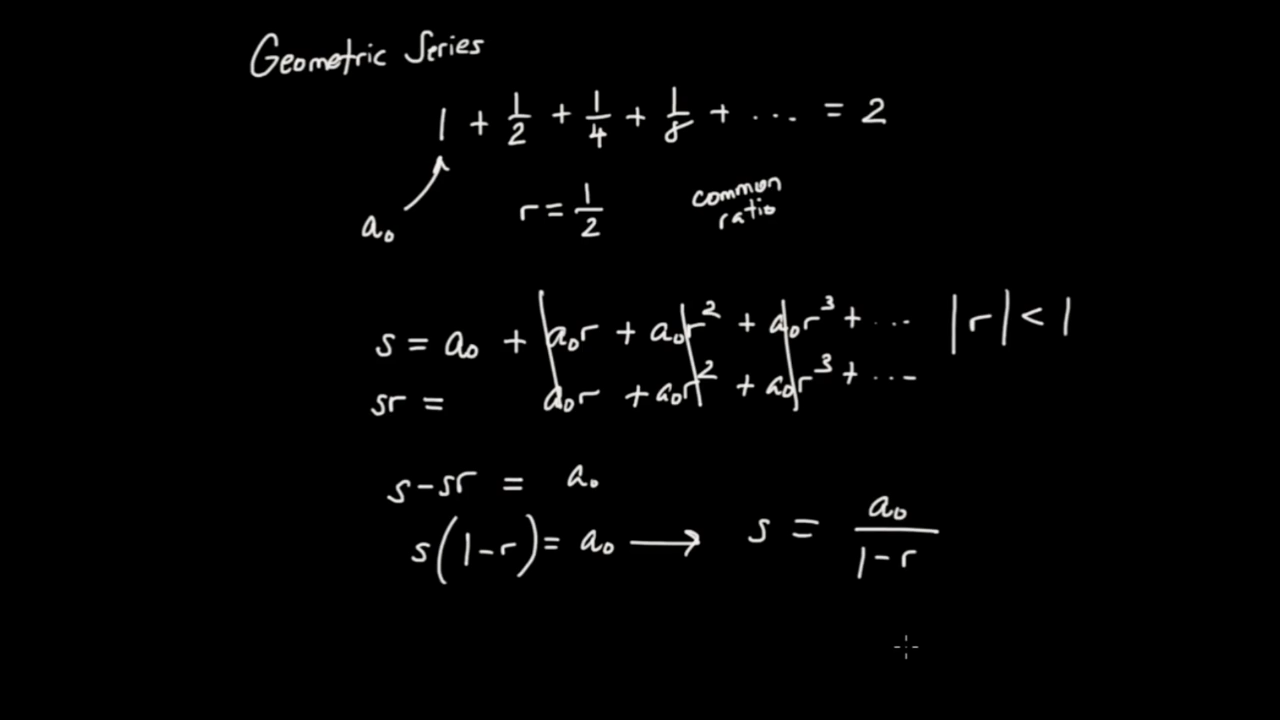 Geometric Series
1 + 1/2 + 1/4 + 1/8 + ... = 2
a₀ r = 1/2 common ratio
s = a₀ + a₀r + a₀r² + a₀r³ + ... |r| < 1
sr = a₀r + a₀r² + a₀r³ + ...
s - sr = a₀
s(1-r) = a₀ → s = a₀/(1-r)